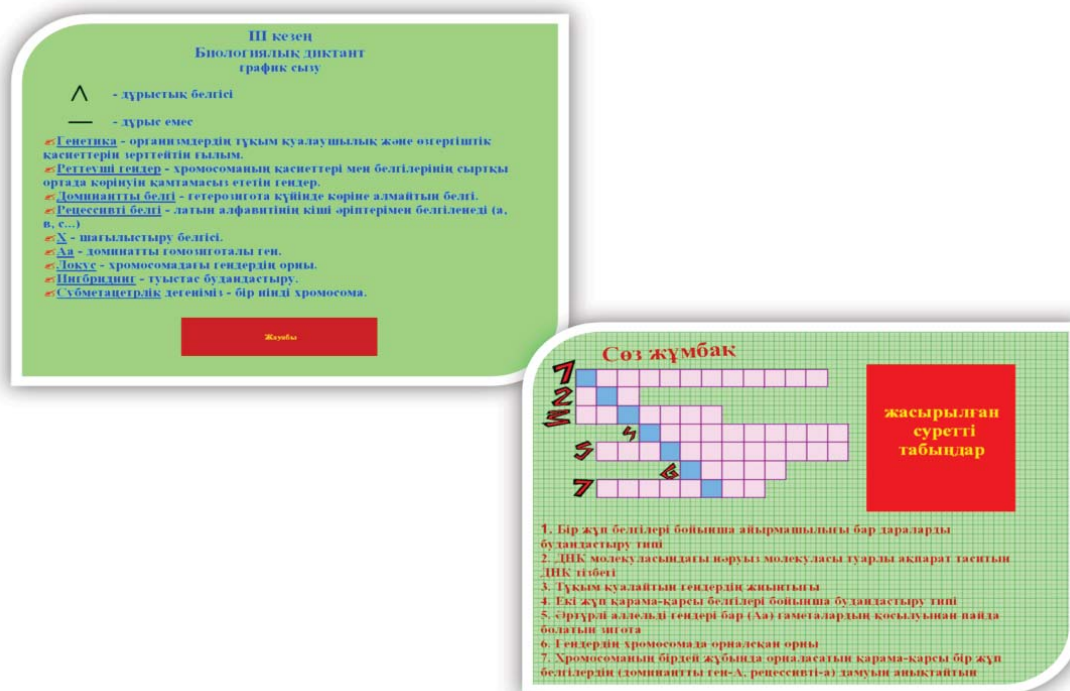 III кезең
Биологиялық диктант
график сызу
Λ - дұрыстық белгісі
— - дұрыс емес
Генетика - организмдердің тұқым қуалаушылық және өзгергіштік
қасиеттерін зерттейтін ғылым.
Реттеуші гендер - хромосоманың қасиеттері мен белгілерінің сыртқы
ортада көрінуін қамтамасыз ететін гендер.
Доминантты белгі - гетерозигота күйінде көріне алмайтын белгі.
Рецессивті белгі - латын алфавитінің кіші әріптерімен белгіленеді (а,
в, с...)
Х - шағылыстыру белгісі.
Аа - доминатты гомозиготалы ген.
Локус - хромосомадағы гендердің орны.
Инбридинг - туыстас будандастыру.
Субметацетрлік дегеніміз - бір иінді хромосома.
Жауабы
Сөз жұмбақ
7
2
3
4
5
6
7
жасырылған
суретті
табыңдар
1. Бір жұп белгілері бойынша айырмашылығы бар дараларды
будандастыру типі
2. ДНК молекуласындағы нәруыз молекуласы туарлы ақпарат таситын
ДНК тізбегі
3. Тұқым қуалайтын гендердің жиынтығы
4. Екі жұп қарама-қарсы белгілері бойынша будандастыру типі
5. Әртүрлі аллельді гендері бар (Аа) гаметалардың қосылуынан пайда
болатын зигота
6. Гендердің хромосомада орналсқан орны
7. Хромосоманың бірдей жұбында орналасатын қарама-қарсы бір жұп
белгілердің (доминантты ген-А, рецессивті-а) дамуын анықтайтын